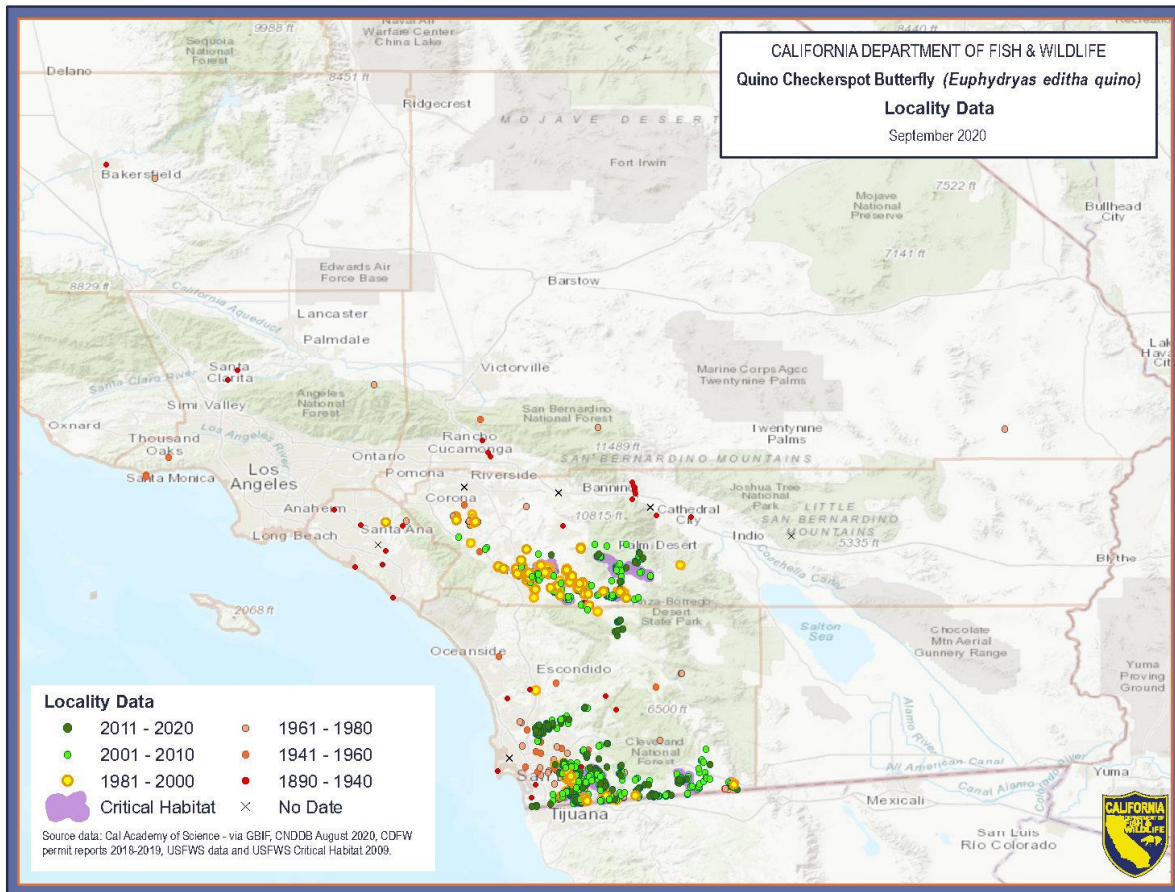 CALIFORNIA DEPARTMENT OF FISH & WILDLIFE
Quino Checkerspot Butterfly (Euphydryas editha quino)
Locality Data
September 2020
9988 ft
Naval Air
Warfare Center
China Lake
8440 ft
Sequoia
National
Forest
Delano
8451 ft
Ridgecrest
MOJAVE DESERT
Fort Irwin
Bakersfield
7522 ft
Mojave
National
Preserve
Bullhead
City
7141 ft
Edwards Air
Force Base
Barstow
8829 ft
California Aqueduct
Lancaster
Palmdale
Santa
Clarita
Santa Clara River
Victorville
Marine Corps Agcc
Twentynine Palms
Simi Valley
Angeles
National
Forest
San Bernardino
National Forest
Oxnard
Thousand
Oaks
Los Angeles River
Rancho
Cucamonga
11489 ft
Twentynine
Palms
Ontario
SAN BERNARDINO MOUNTAINS
Santa Monica
Los
Angeles
Pomona
Riverside
Corona
Banning
Joshua Tree
National
Park
LITTLE
SAN BERNARDINO
MOUNTAINS
Anaheim
10815 ft
Cathedral
City
Long Beach
Santa Ana
Palm Desert
Indio
5335 ft
Blythe
Coachella Canal
2068 ft
Desert
State Park
Salton
Sea
Chocolate
Mtn Aerial
Gunnery Range
Oceanside
Escondido
Yuma
Proving
Ground
6500 ft
Cleveland
National
Forest
Alamo River
All American Canal
Yuma
Canal Alamo
Colorado River
Mexicali
Tijuana
San Luis
Río Colorado
Locality Data
2011 - 2020
1961 - 1980
2001 - 2010
1941 - 1960
1981 - 2000
1890 - 1940
Critical Habitat
No Date
Source data: Cal Academy of Science - via GBIF, CNDDB August 2020, CDFW
permit reports 2018-2019, USFWS data and USFWS Critical Habitat 2009.
CALIFORNIA
DEPARTMENT OF
FISH &
WILDLIFE